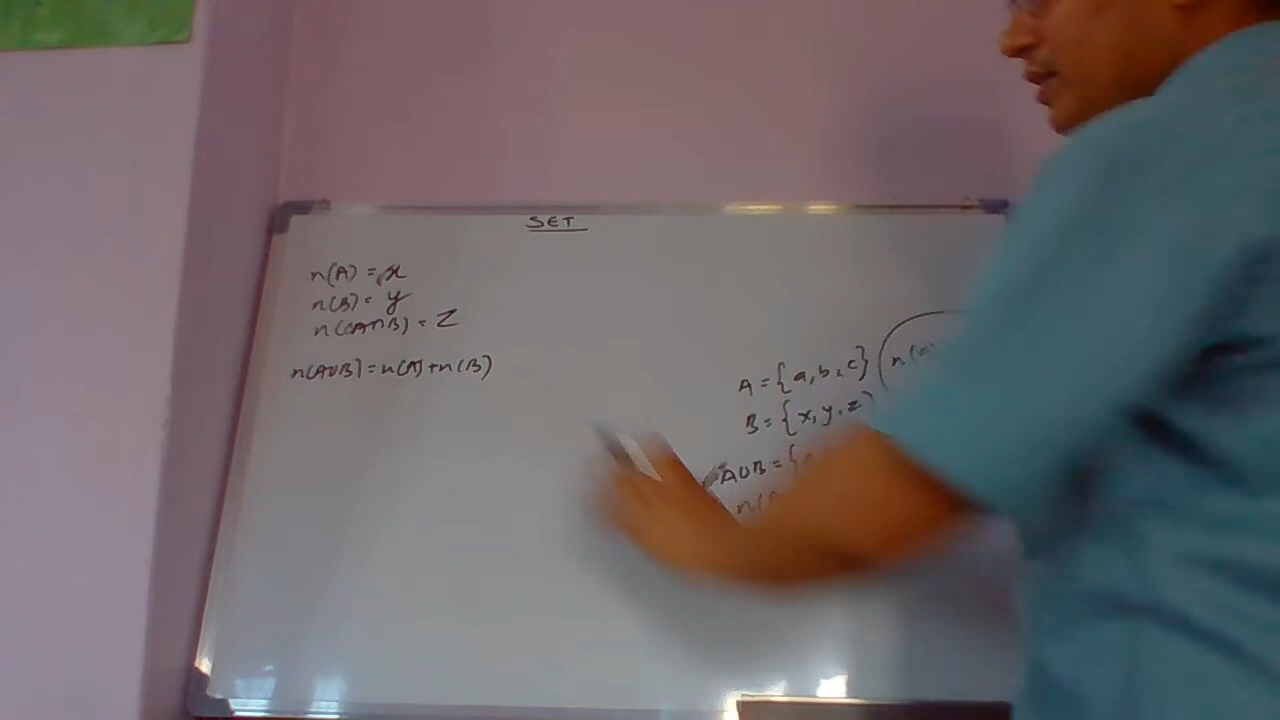 SET
n(A) = x
n(B) = y
n(A∩B) = Z
n(A∪B) = n(A) + n(B)
A = {a, b, c}
B = {x, y, z}
A∪B = {